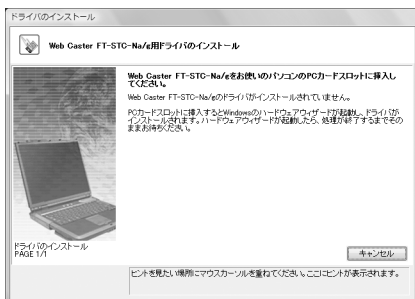 ドライバのインストール
Web Caster FT-STC-Na/g用ドライバのインストール
Web Caster FT-STC-Na/gをお使いのパソコンのPCカードスロットに挿入し
てください。
Web Caster FT-STC-Na/gのドライバがインストールされていません。
PCカードスロットに挿入するとWindowsのハードウェアウィザードが起動し、ドライバが
インストールされます。ハードウェアウィザードが起動したら、処理が終了するまでその
ままお待ちください。
ドライバのインストール
PAGE 1/1
キャンセル
ヒントを見たい場所にマウスカーソルを重ねてください。ここにヒントが表示されます。